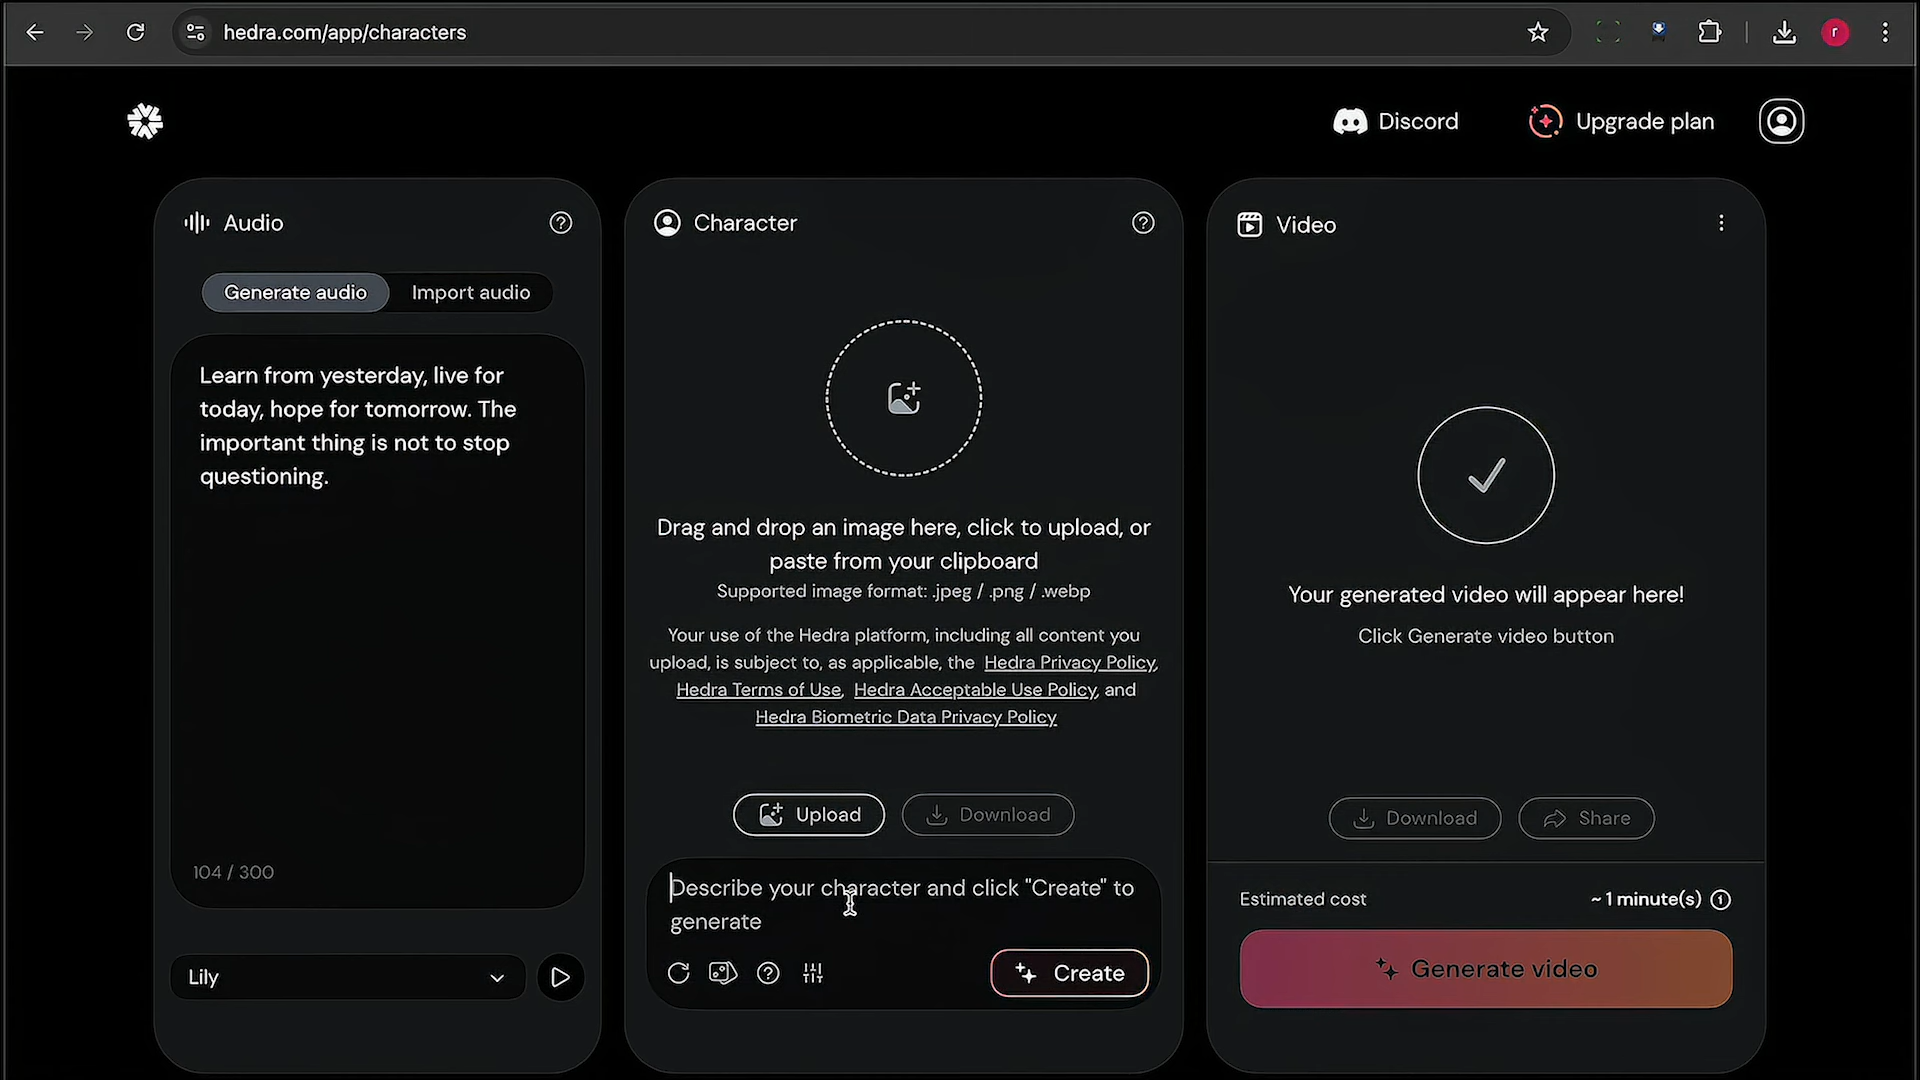 hedra.com/app/characters
r
Discord
Upgrade plan
Audio
Generate audio
Import audio
Learn from yesterday, live for
today, hope for tomorrow. The
important thing is not to stop
questioning.
104 / 300
Lily
Character
Drag and drop an image here, click to upload, or
paste from your clipboard
Supported image format: .jpeg / .png / .webp
Your use of the Hedra platform, including all content you
upload, is subject to, as applicable, the Hedra Privacy Policy,
Hedra Terms of Use, Hedra Acceptable Use Policy, and
Hedra Biometric Data Privacy Policy
Upload
Download
Describe your character and click "Create" to
generate
Create
Video
Your generated video will appear here!
Click Generate video button
Download
Share
Estimated cost
~ 1 minute(s)
Generate video